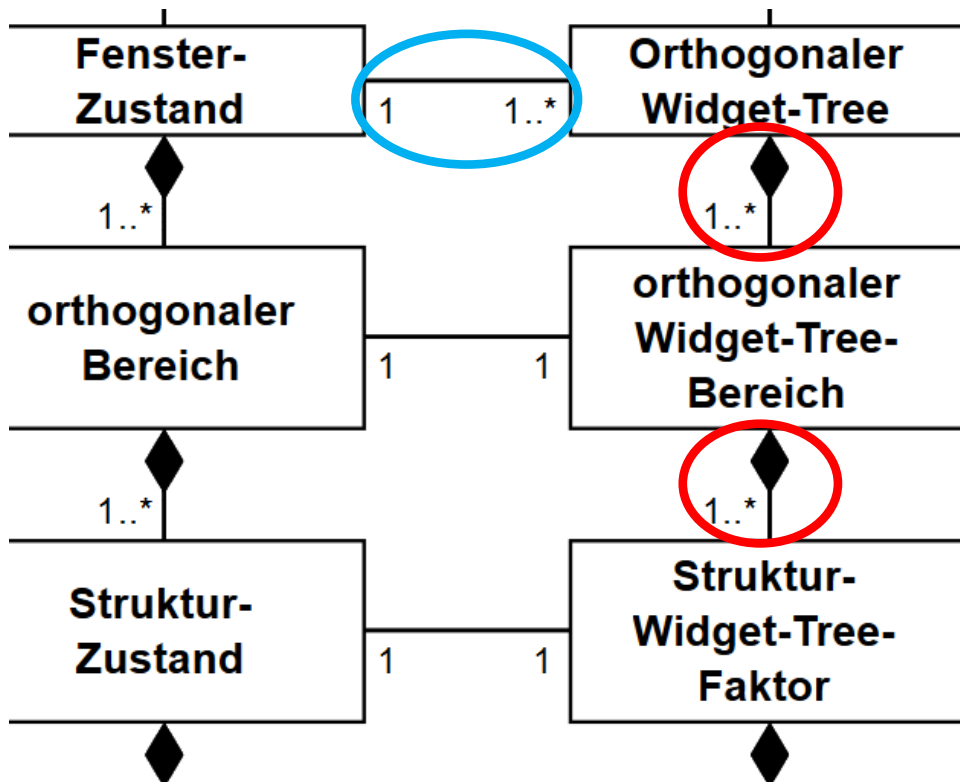 Fenster-
Zustand
1
1..*
Orthogonaler
Widget-Tree
1..*
1..*
orthogonaler
Bereich
1
1
orthogonaler
Widget-Tree-
Bereich
1..*
1..*
Struktur-
Zustand
1
1
Struktur-
Widget-Tree-
Faktor